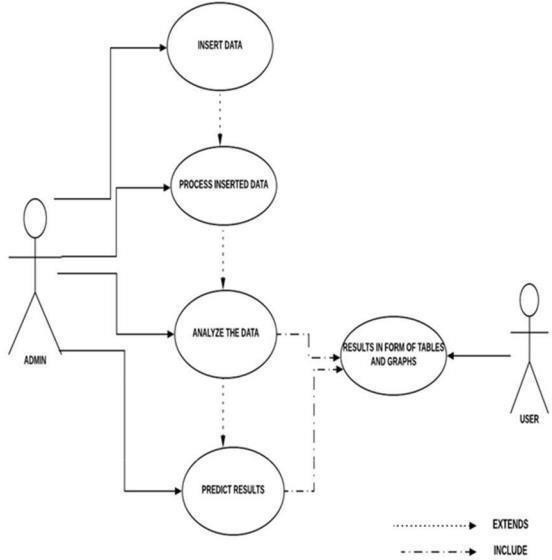 INSERT DATA
PROCESS INSERTED DATA
ANALYZE THE DATA
RESULTS IN FORM OF TABLES
AND GRAPHS
ADMIN
USER
PREDICT RESULTS
EXTENDS
INCLUDE